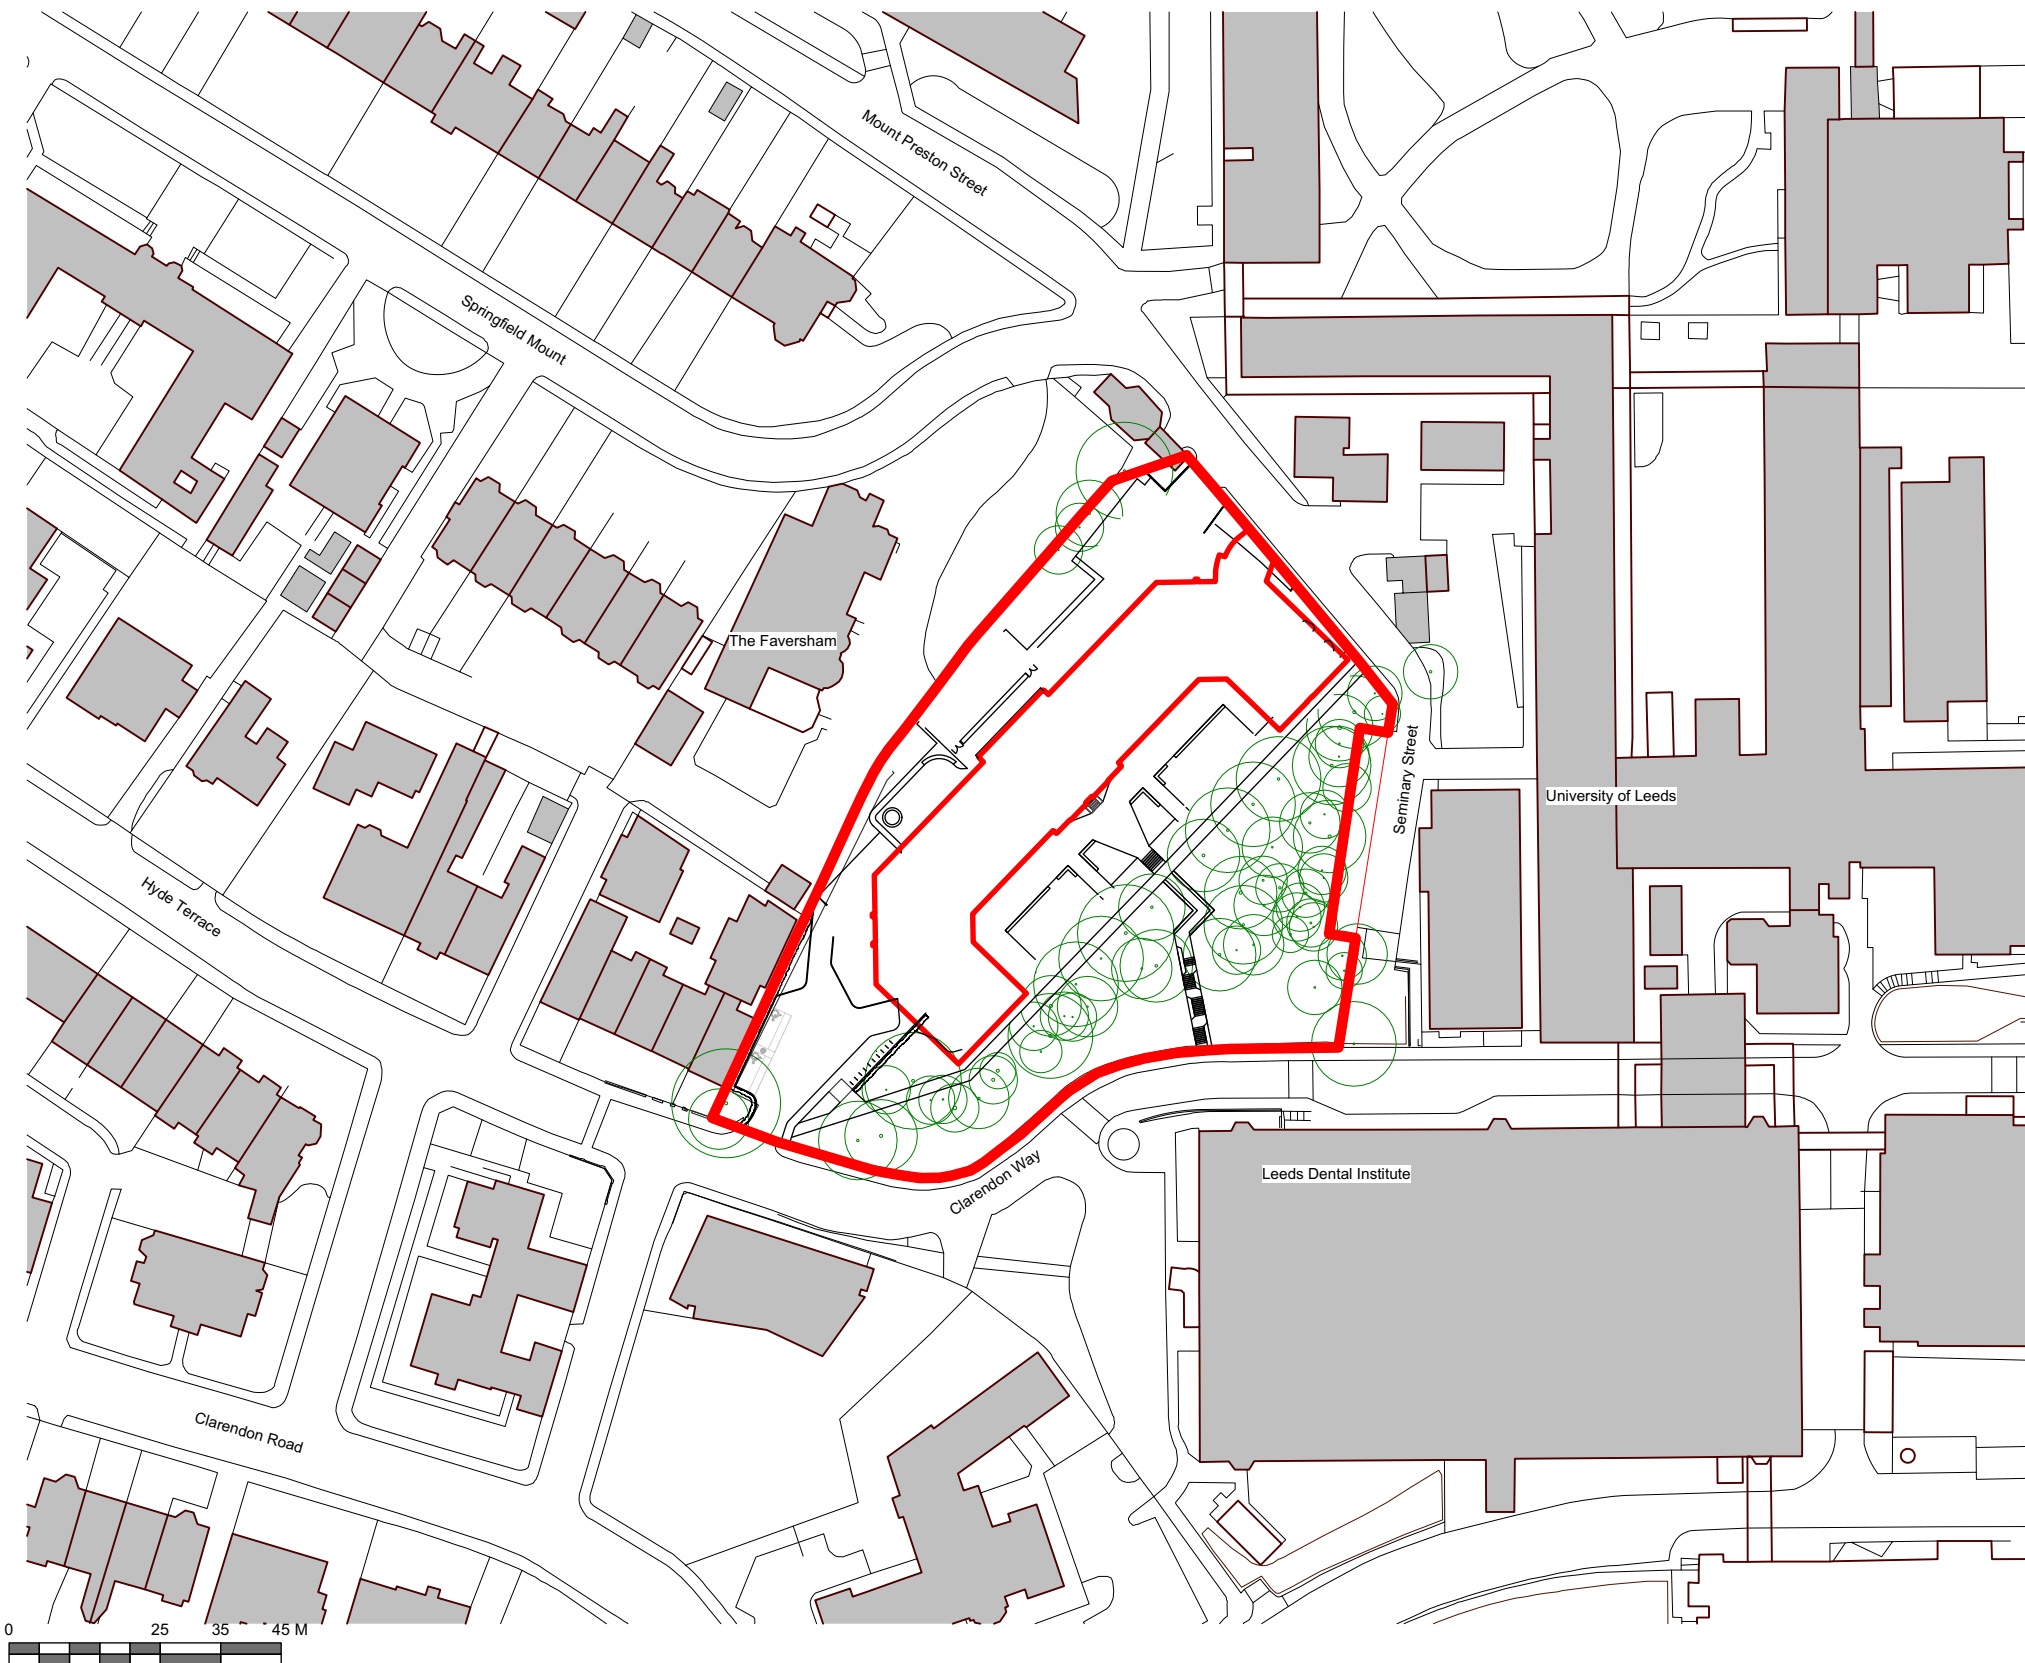 Mount Preston Street
Springfield Mount
The Faversham
Seminary Street
University of Leeds
Hyde Terrace
Clarendon Way
Leeds Dental Institute
Clarendon Road
0 25 35 45 M